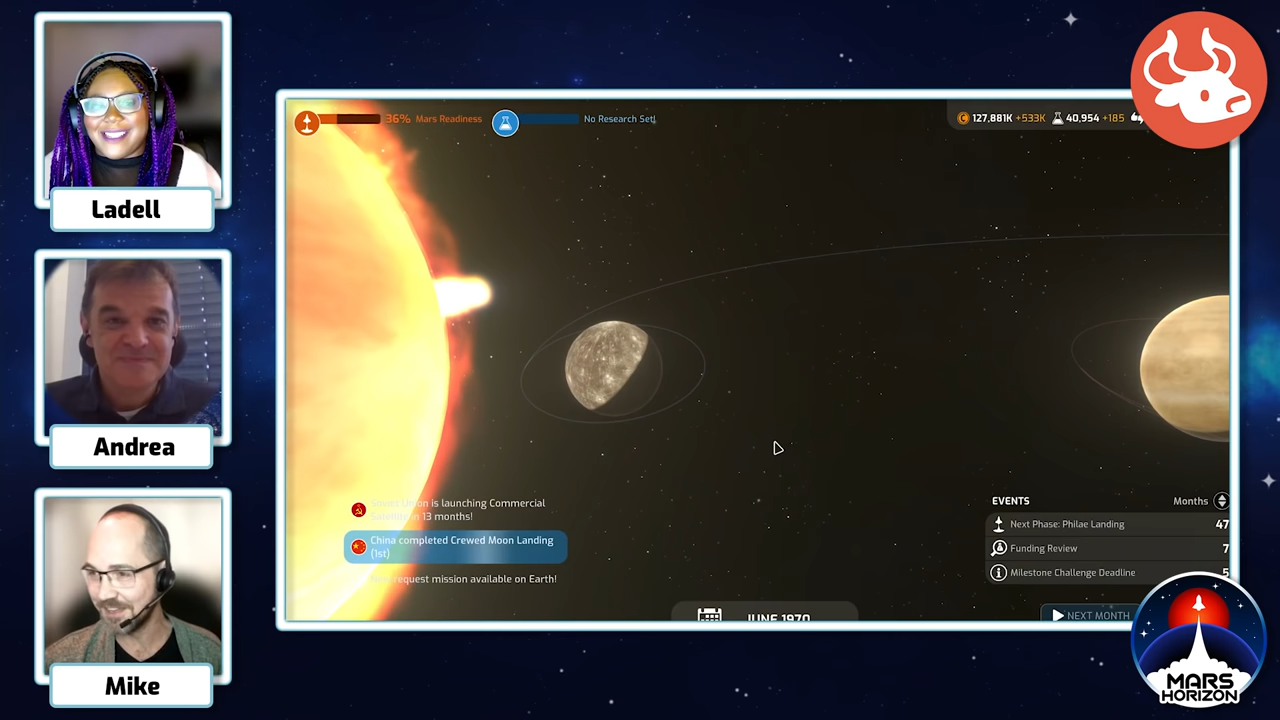 Ladell
Andrea
Mike
36% Mars Readiness
No Research Set!
127,881K +533K 40,954 +185
Soviet Union is launching Commercial
Satellite in 13 months!
China completed Crewed Moon Landing
(1st)
request mission available on Earth!
JUNE 1970
EVENTS Months
Next Phase: Philae Landing 47
Funding Review 7
Milestone Challenge Deadline 5
NEXT MONTH
MARS
HORIZON